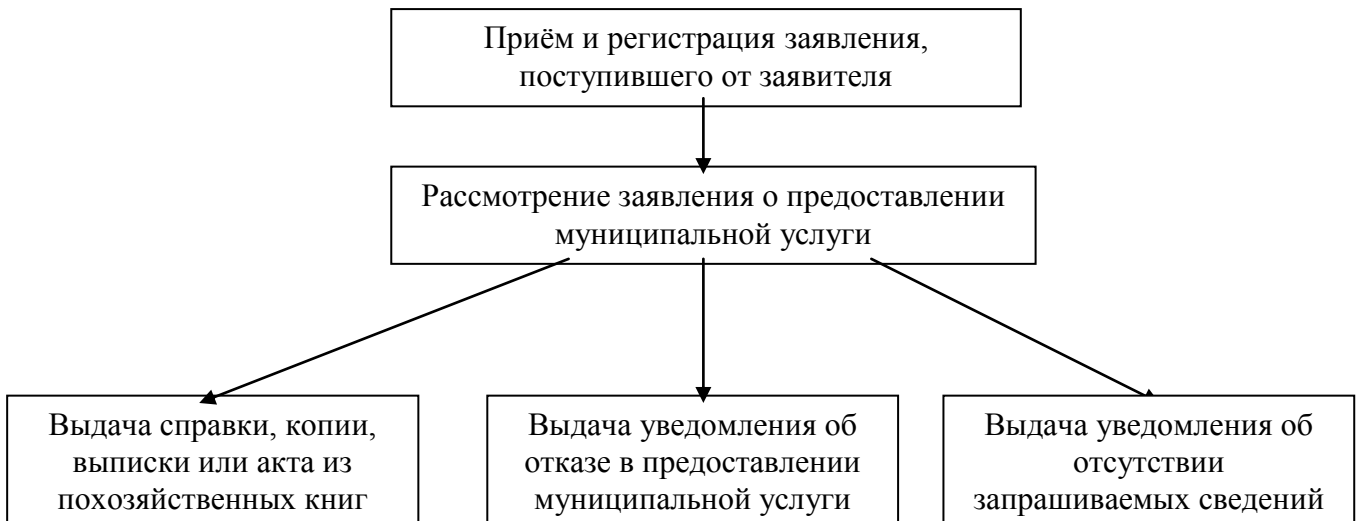 Приём и регистрация заявления,
поступившего от заявителя
Рассмотрение заявления о предоставлении
муниципальной услуги
Выдача справки, копии,
выписки или акта из
похозяйственных книг
Выдача уведомления об
отказе в предоставлении
муниципальной услуги
Выдача уведомления об
отсутствии
запрашиваемых сведений